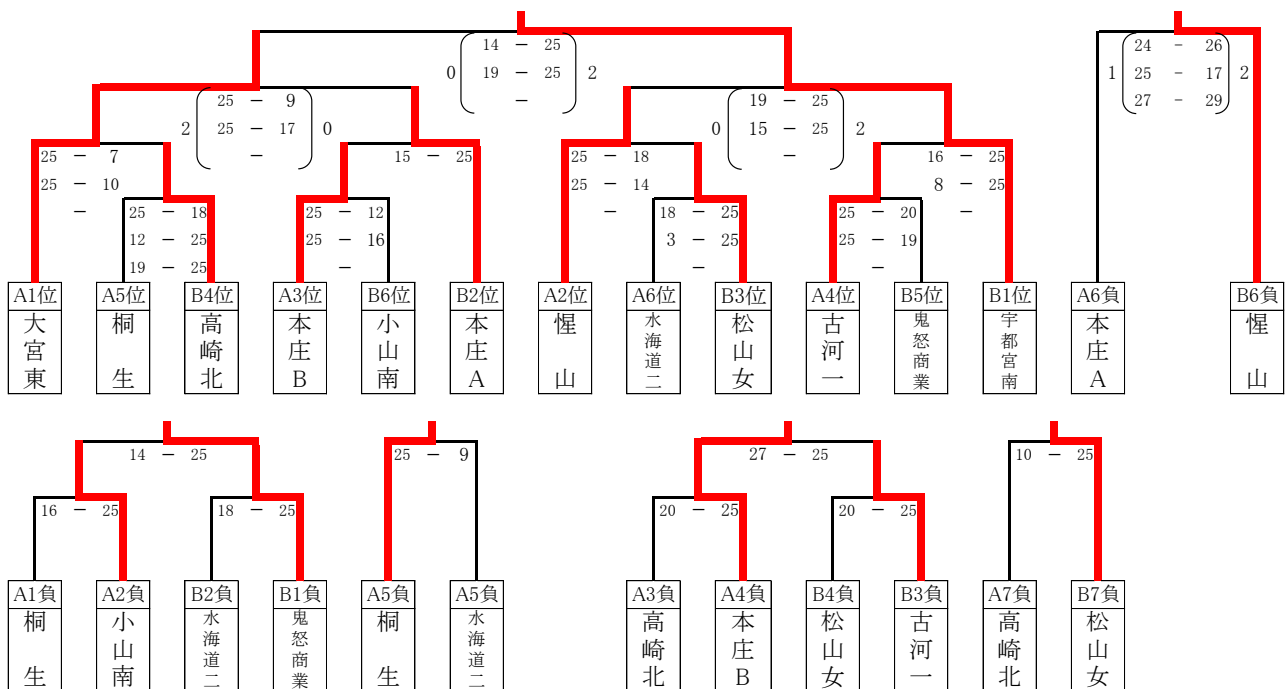 14 － 25
24 － 26
0 19 － 25 2
1 25 － 17 2
－
27 － 29
25 － 9
19 － 25
2 25 － 17 0
0 15 － 25 2
－
－
25 － 7
15 － 25
25 － 18
16 － 25
25 － 10
25 － 14
8 － 25
－
－
－
25 － 18
25 － 12
18 － 25
25 － 20
12 － 25
25 － 16
3 － 25
25 － 19
19 － 25
－
－
－
A1位 A5位 B4位 A3位 B6位 B2位 A2位 A6位 B3位 A4位 B5位 B1位 A6負 B6負
大宮東
桐生
高崎北
本庄B
小山南
本庄A
惺山
水海道二
松山女
古河一
鬼怒商業
宇都宮南
本庄A
惺山
14 － 25
25 － 9
27 － 25
10 － 25
16 － 25
18 － 25
20 － 25
20 － 25
A1負 A2負 B2負 B1負 A5負 A5負 A3負 A4負 B4負 B3負 A7負 B7負
桐生
小山南
水海道二
鬼怒商業
桐生
水海道二
高崎北
本庄B
松山女
古河一
高崎北
松山女